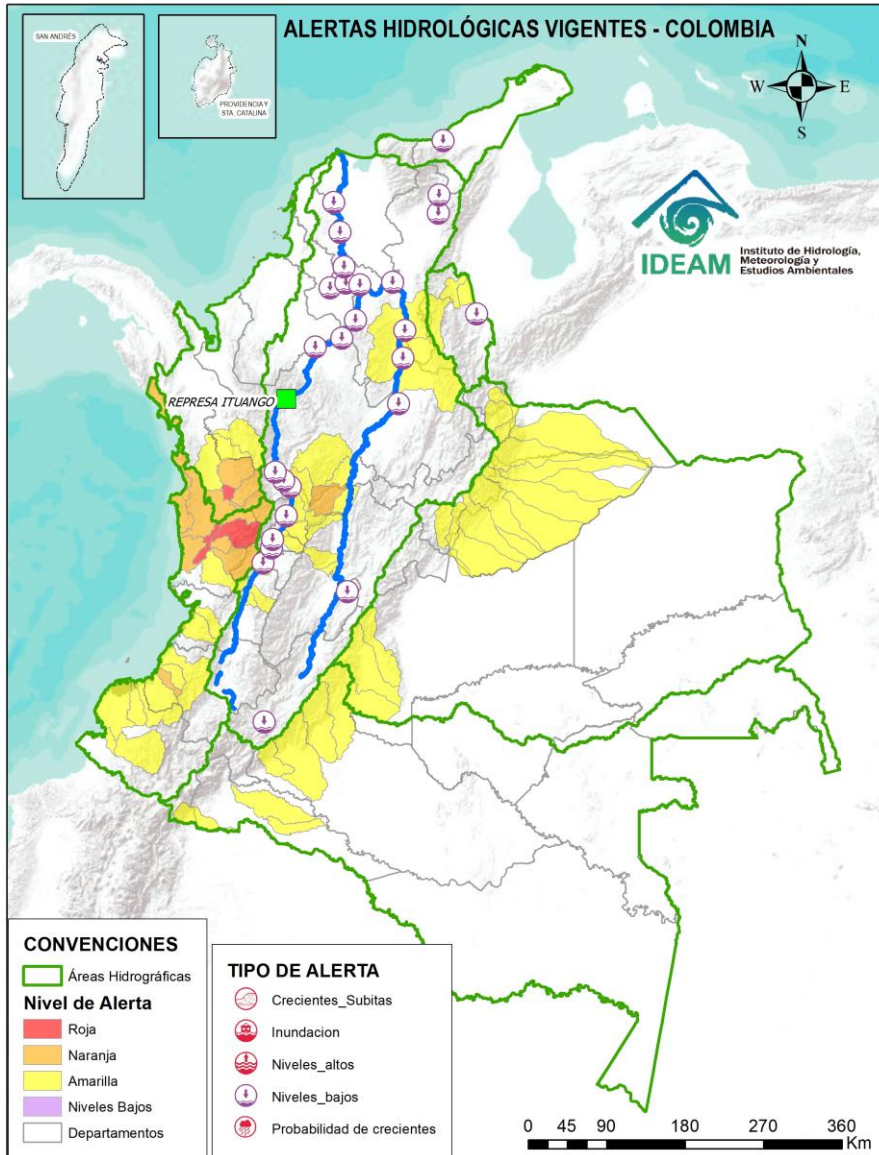 ALERTAS HIDROLÓGICAS VIGENTES - COLOMBIA
SAN ANDRÉS
PROVIDENCIA Y
STA. CATALINA
N
W
E
S
IDEAM
Instituto de Hidrología,
Meteorología y
Estudios Ambientales
REPRESA ITUANGO
CONVENCIONES
Áreas Hidrográficas
Nivel de Alerta
Roja
Naranja
Amarilla
Niveles Bajos
Departamentos
TIPO DE ALERTA
Crecientes_Subitas
Inundacion
Niveles_altos
Niveles_bajos
Probabilidad de crecientes
0 45 90 180 270 360
Km